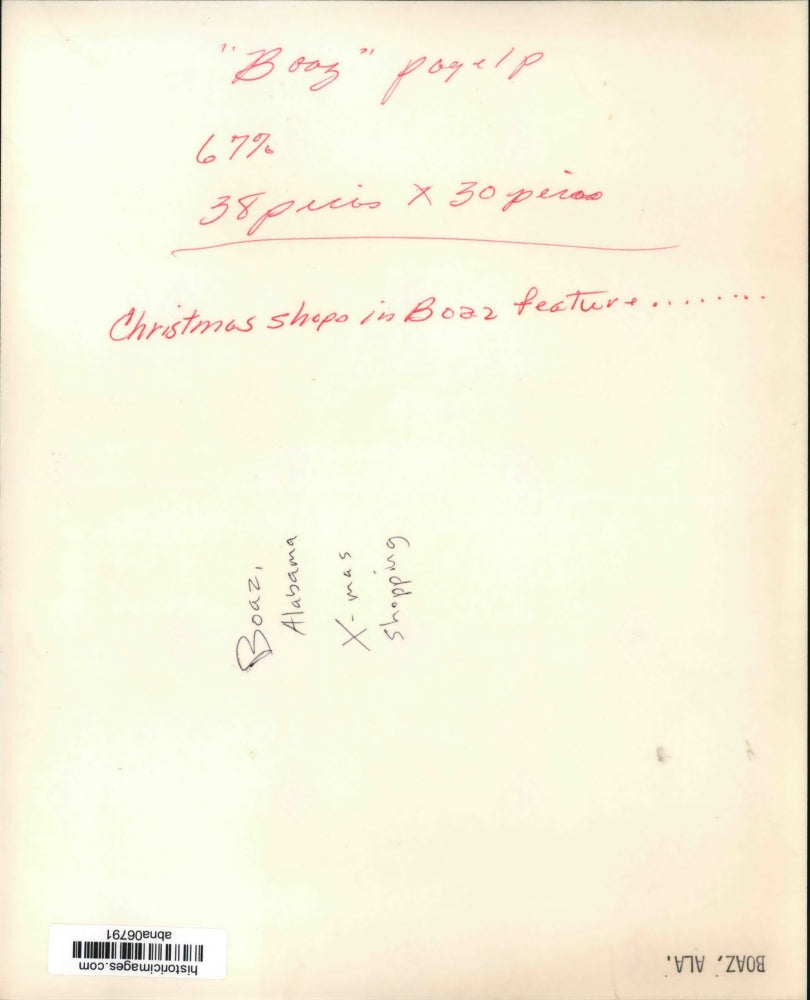 "Boaz" page 1P
67%
38 picas X 30 picas
Christmas shops in Boaz feature........
Boaz,
Alabama
X-mas
shopping
historicimages.com
abna06791
BOAZ, ALA.